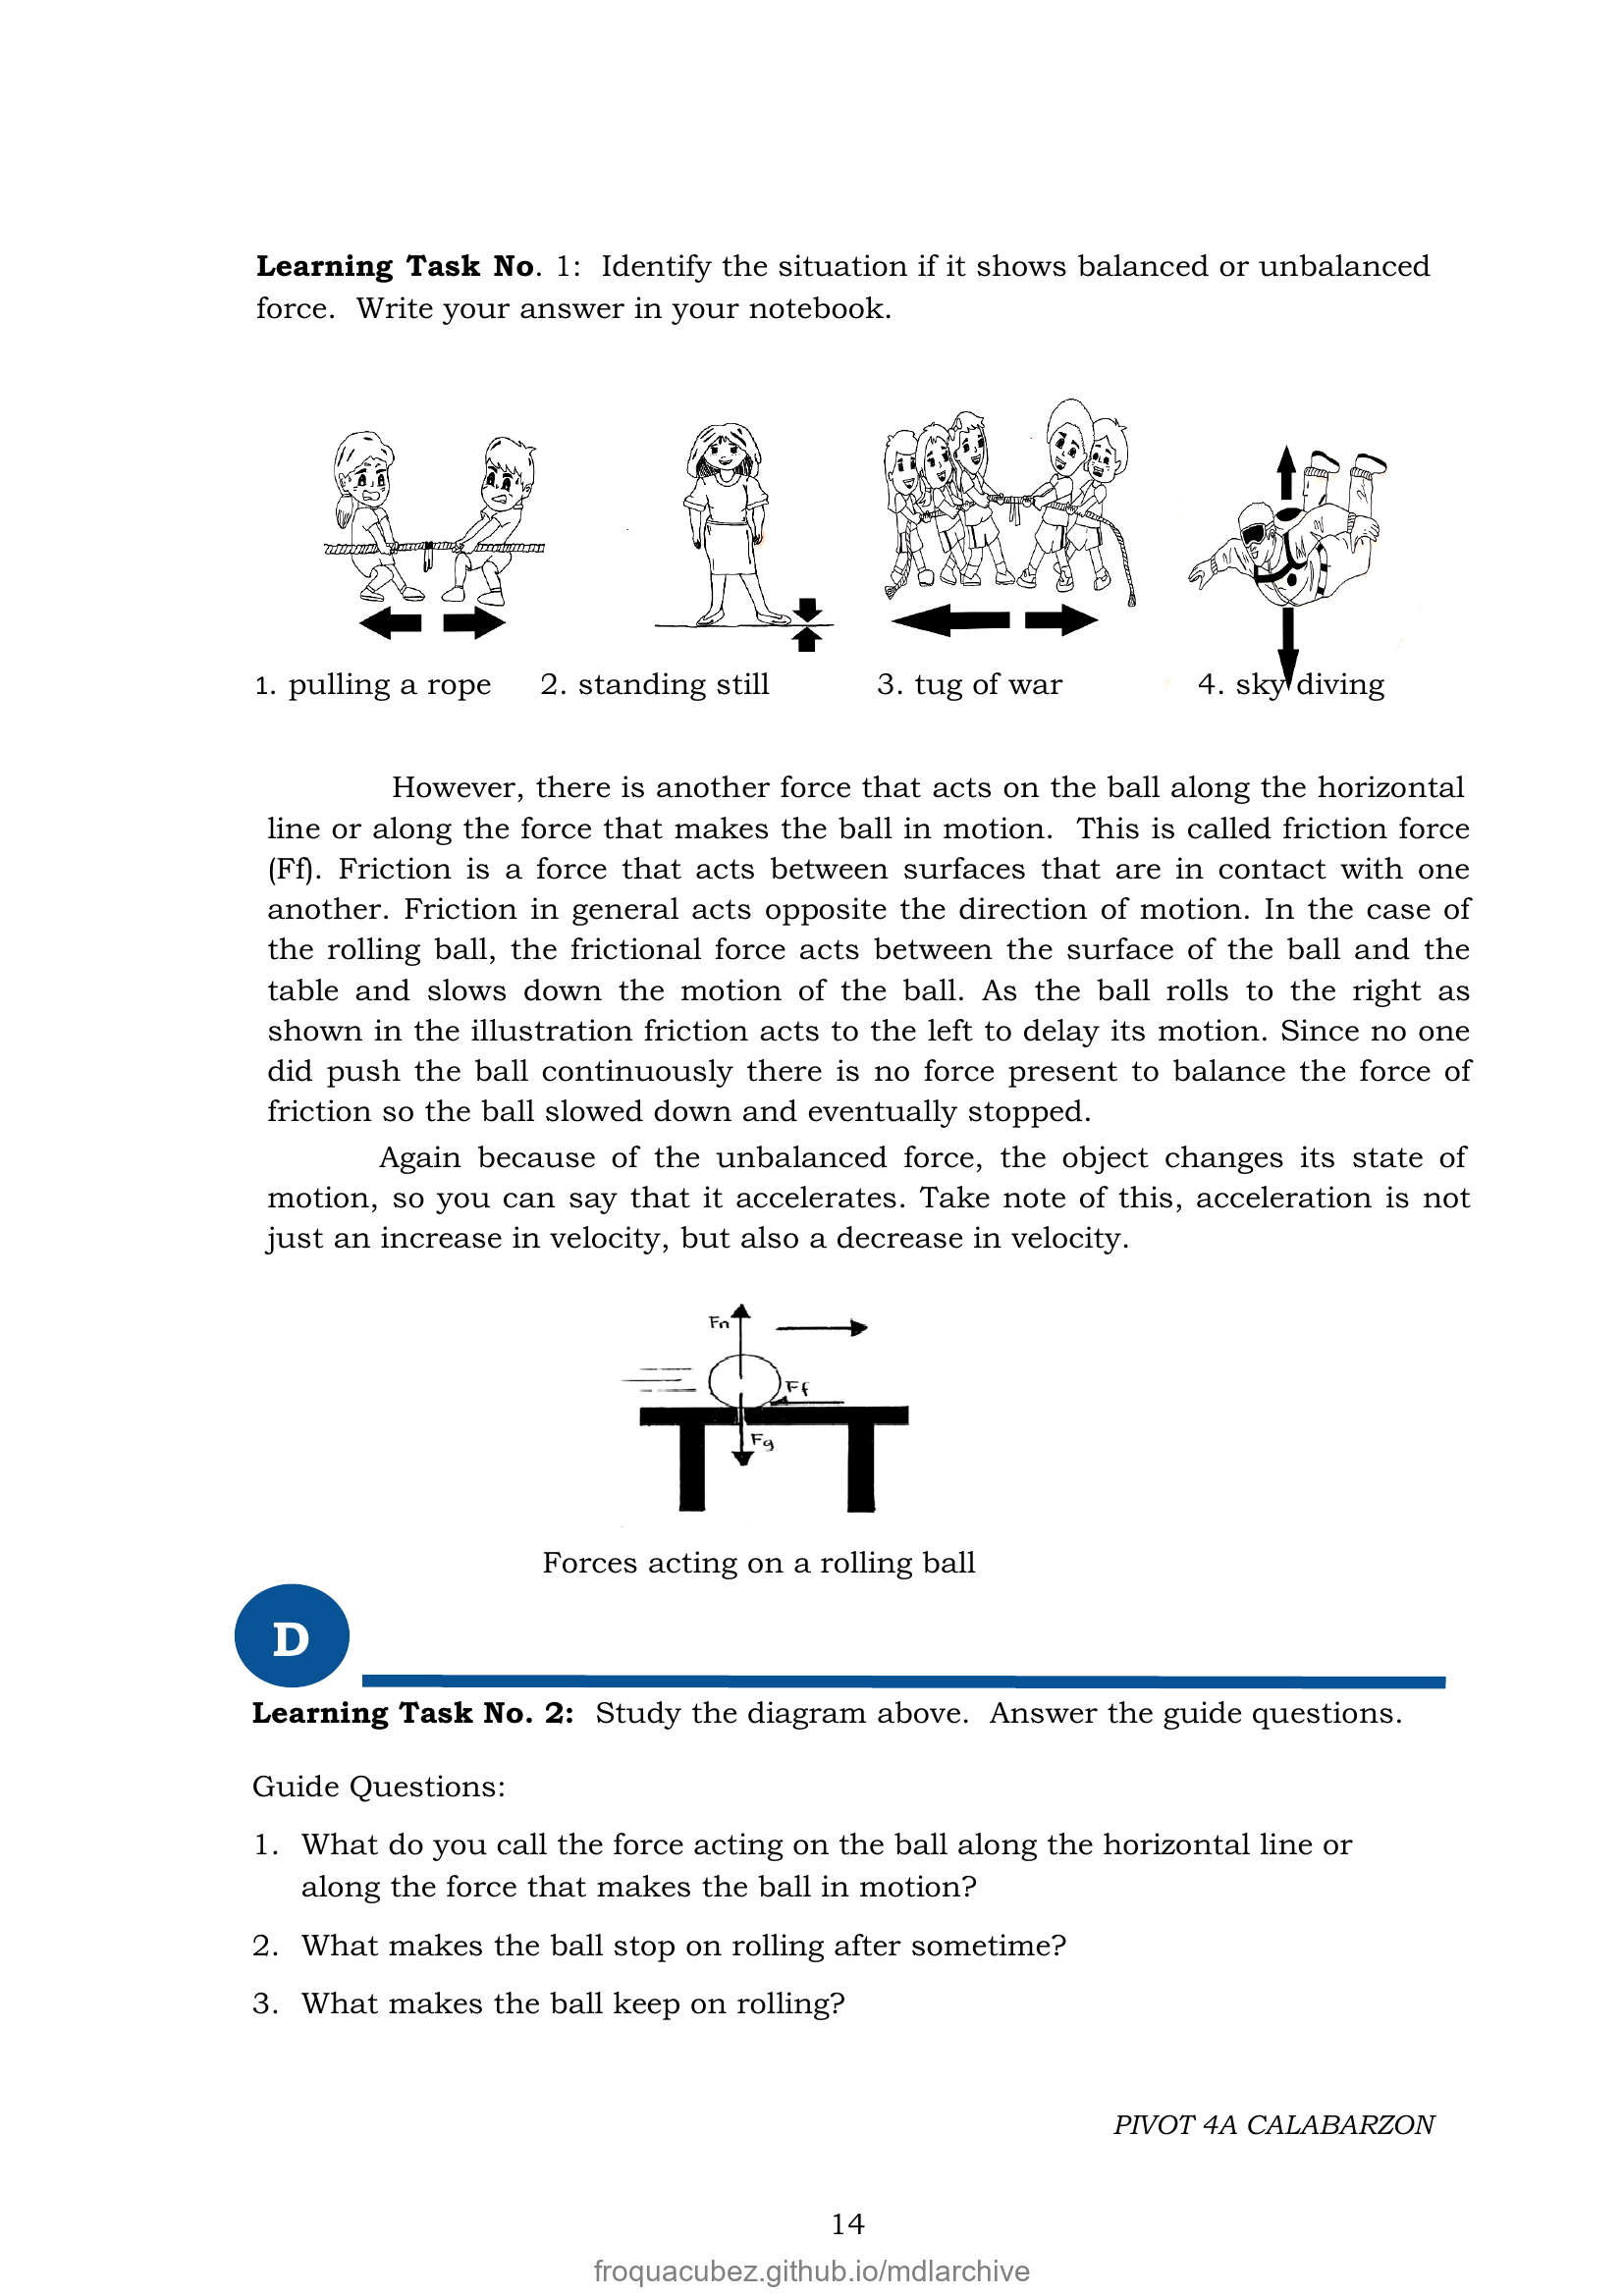 Learning Task No. 1:  Identify the situation if it shows balanced or unbalanced
force.  Write your answer in your notebook.
1. pulling a rope
2. standing still
3. tug of war
4. sky diving
However, there is another force that acts on the ball along the horizontal
line or along the force that makes the ball in motion.  This is called friction force
(Ff). Friction is a force that acts between surfaces that are in contact with one
another. Friction in general acts opposite the direction of motion. In the case of
the rolling ball, the frictional force acts between the surface of the ball and the
table and slows down the motion of the ball. As the ball rolls to the right as
shown in the illustration friction acts to the left to delay its motion. Since no one
did push the ball continuously there is no force present to balance the force of
friction so the ball slowed down and eventually stopped.
Again because of the unbalanced force, the object changes its state of
motion, so you can say that it accelerates. Take note of this, acceleration is not
just an increase in velocity, but also a decrease in velocity.
Fn
Ff
Fg
Forces acting on a rolling ball
D
Learning Task No. 2:  Study the diagram above.  Answer the guide questions.
Guide Questions:
1.  What do you call the force acting on the ball along the horizontal line or
along the force that makes the ball in motion?
2.  What makes the ball stop on rolling after sometime?
3.  What makes the ball keep on rolling?
PIVOT 4A CALABARZON
14
froquacubez.github.io/mdlarchive